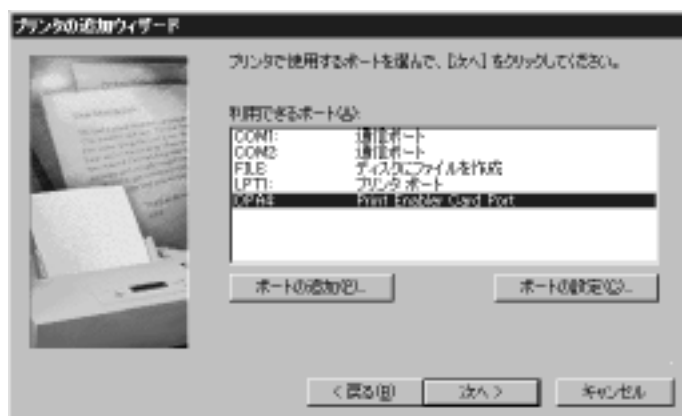 プリンタの追加ウィザード
プリンタで使用するポートを選んで、[次へ] をクリックしてください。
利用できるポート(A):
COM1: 通信ポート
COM2: 通信ポート
FILE: ディスクにファイルを作成
LPT1: プリンタ ポート
Print Enabler Card Port
ポートの追加(P)...
ポートの設定(C)...
< 戻る(B)
次へ >
キャンセル